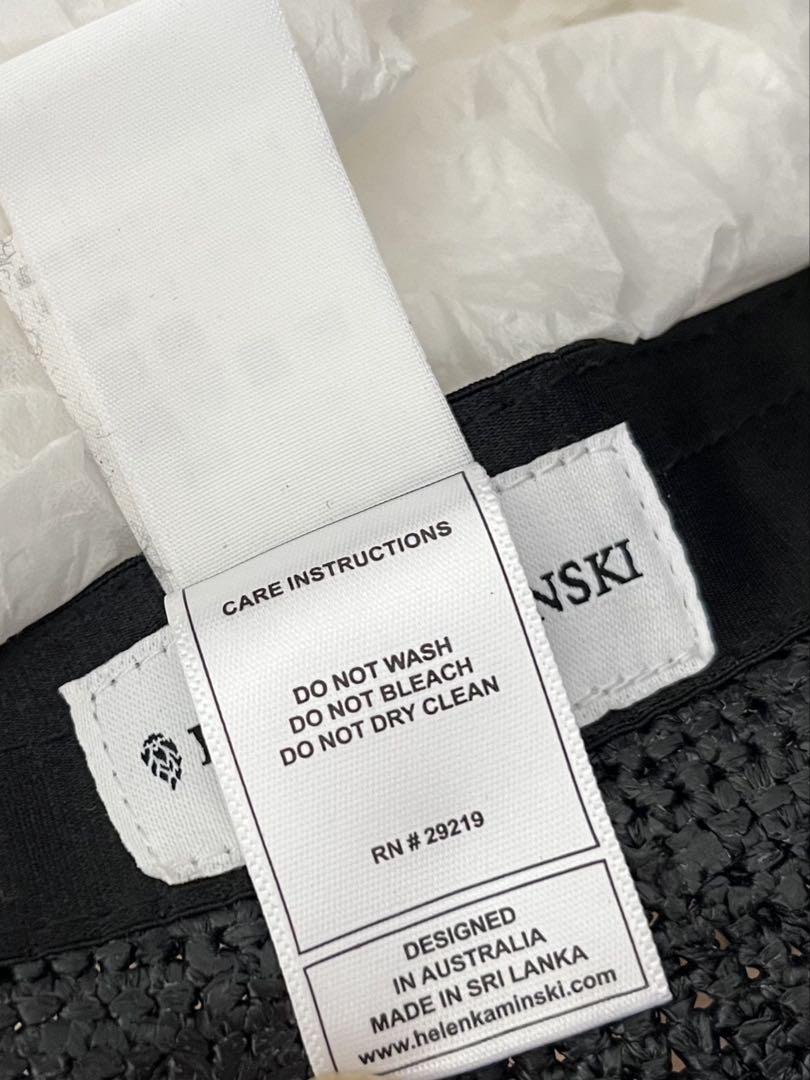 CARE INSTRUCTIONS
DO NOT WASH
DO NOT BLEACH
DO NOT DRY CLEAN
RN # 29219
DESIGNED
IN AUSTRALIA
MADE IN SRI LANKA
www.helenkaminski.com
NSKI